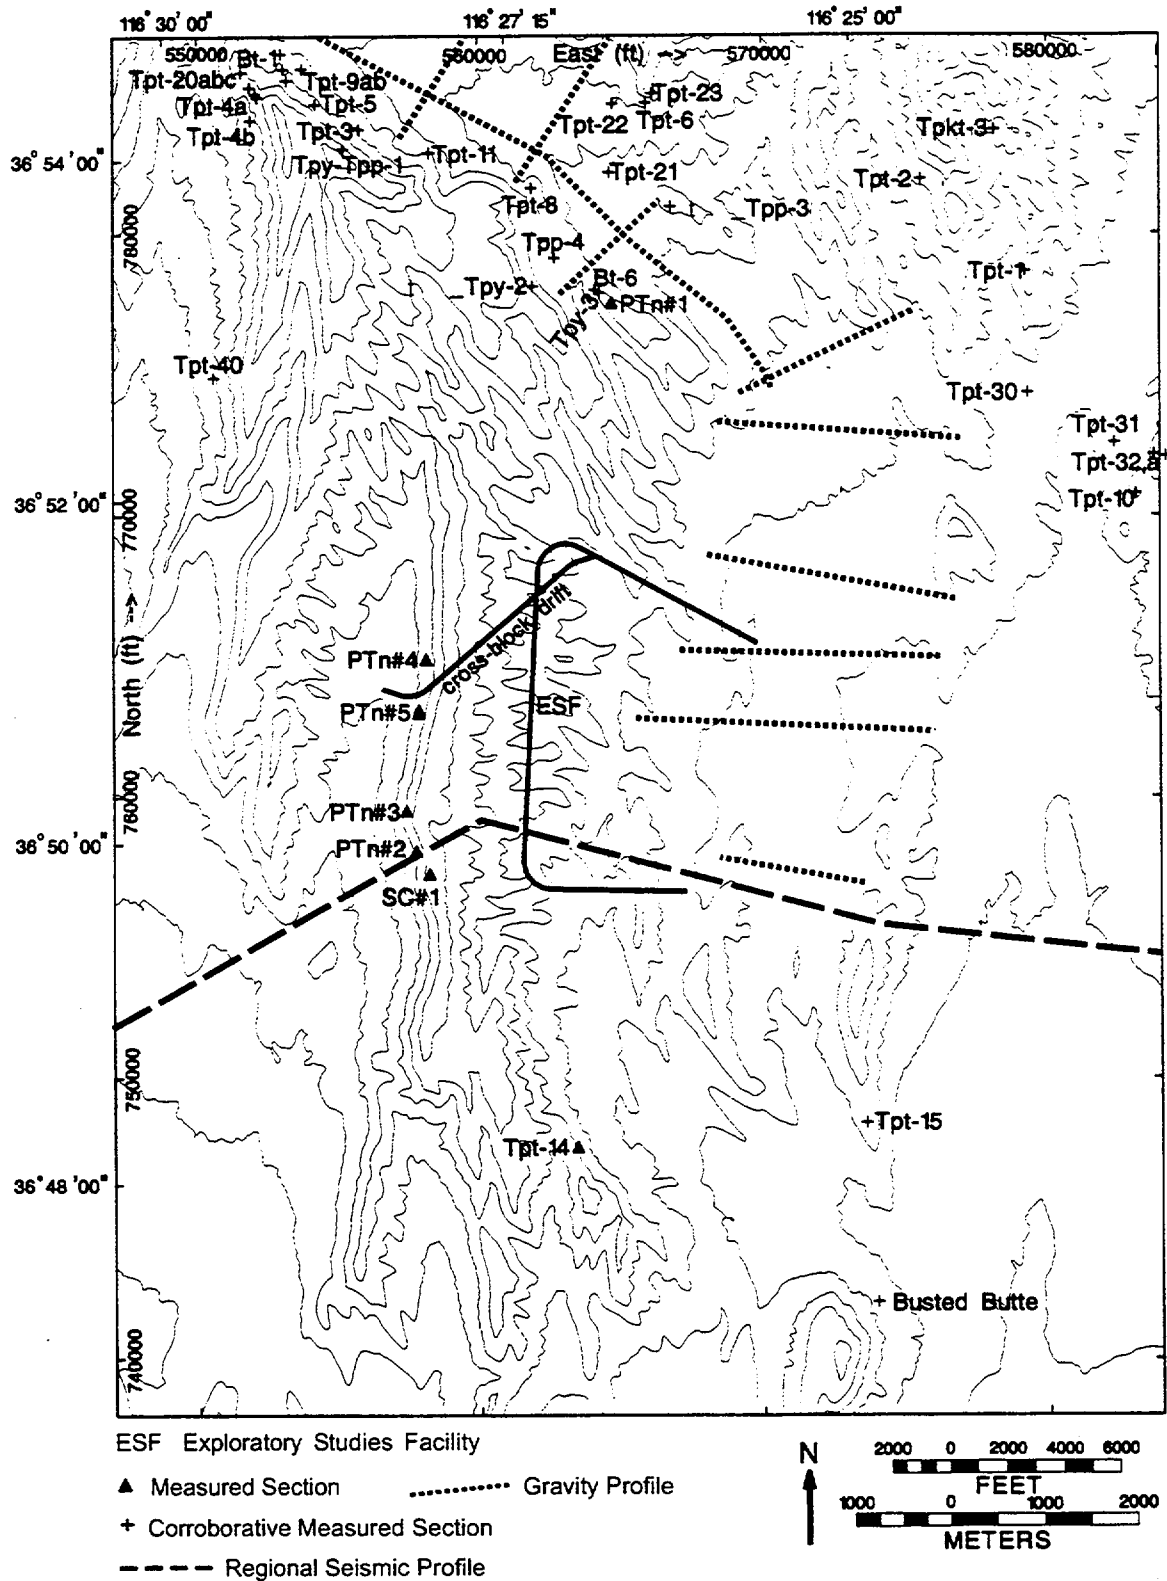 116° 30' 00" 116° 27' 15" 116° 25' 00"
550000 560000 East (ft) -> 570000 580000
Bt-1
Tpt-20abc Tpt-9ab
Tpt-4a Tpt-5
Tpt-4b Tpt-3
Tpy-1 Tpp-1 Tpt-11
Tpt-23
Tpt-22 Tpt-6
Tpkt-3
36° 54' 00"
Tpt-21 Tpt-2
Tpt-8 Tpp-3
780000
Tpp-4
Tpt-1
Tpy-2 Bt-6
Tpy-3 PTn#1
Tpt-40
Tpt-30
Tpt-31
Tpt-32,a
Tpt-10
36° 52' 00"
770000
North (ft) -->
cross-block drift
PTn#4
PTn#5 ESF
760000
PTn#3
36° 50' 00" PTn#2
SC#1
750000
Tpt-15
Tpt-14
36° 48' 00"
Busted Butte
740000
ESF Exploratory Studies Facility
Measured Section
Gravity Profile
Corroborative Measured Section
Regional Seismic Profile
N
2000 0 2000 4000 6000
FEET
1000 0 1000 2000
METERS